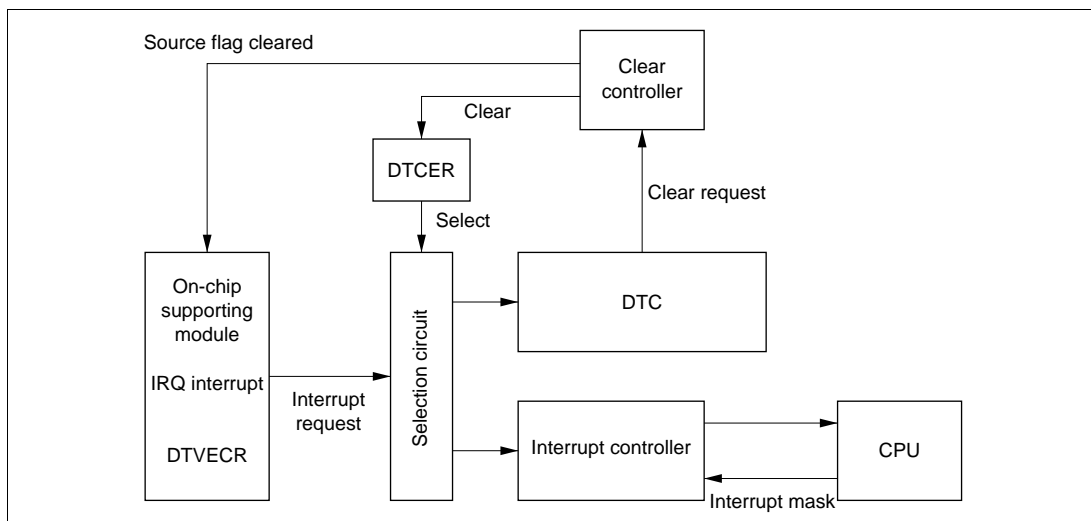 Source flag cleared
Clear
controller
Clear
DTCER
Clear request
Select
On-chip
supporting
module
IRQ interrupt
DTVECR
Interrupt
request
Selection circuit
DTC
Interrupt controller
CPU
Interrupt mask